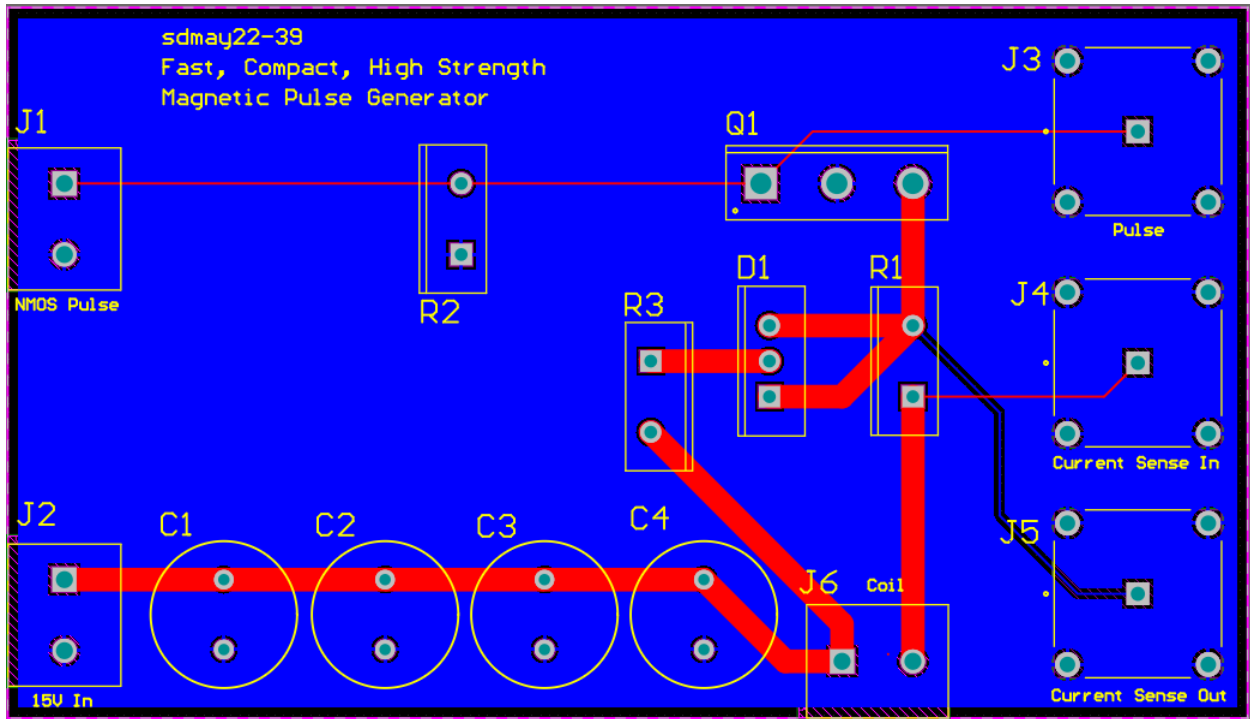 sdmay22-39
Fast, Compact, High Strength
Magnetic Pulse Generator
J1
NMOS Pulse
R2
Q1
J3
Pulse
D1
R1
R3
J4
Current Sense In
J2
15V In
C1
C2
C3
C4
J6
Coil
J5
Current Sense Out